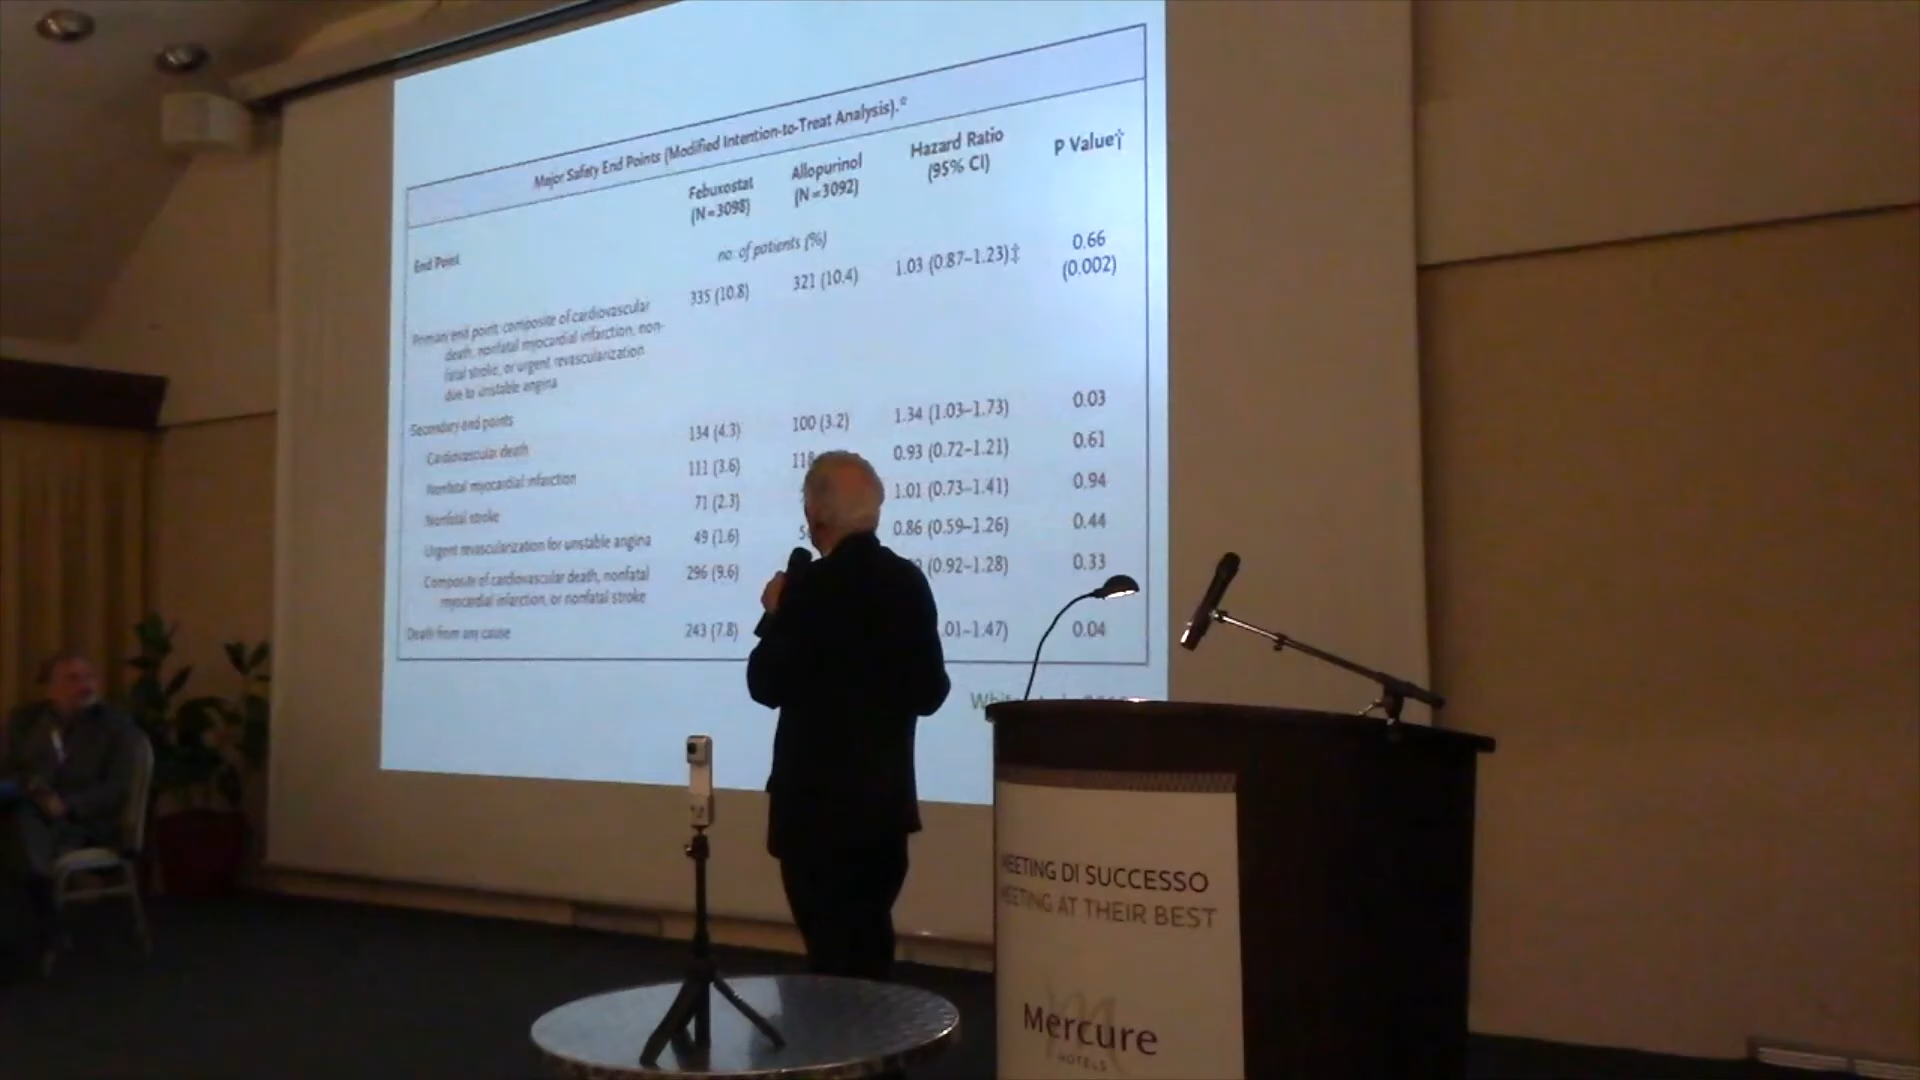 Major Safety End Points (Modified Intention-to-Treat Analysis).*
End Point
Febuxostat
(N=3098)
Allopurinol
(N=3092)
Hazard Ratio
(95% CI)
P Value†
no. of patients (%)
Primary end point: composite of cardiovascular
death, nonfatal myocardial infarction, non-
fatal stroke, or urgent revascularization
due to unstable angina
335 (10.8)
321 (10.4)
1.03 (0.87–1.23)‡
0.66
(0.002)
Secondary end points
Cardiovascular death
134 (4.3)
100 (3.2)
1.34 (1.03–1.73)
0.03
Nonfatal myocardial infarction
111 (3.6)
118
0.93 (0.72–1.21)
0.61
Nonfatal stroke
71 (2.3)
1.01 (0.73–1.41)
0.94
Urgent revascularization for unstable angina
49 (1.6)
0.86 (0.59–1.26)
0.44
Composite of cardiovascular death, nonfatal
myocardial infarction, or nonfatal stroke
296 (9.6)
(0.92–1.28)
0.33
Death from any cause
243 (7.8)
.01–1.47)
0.04
MEETING DI SUCCESSO
MEETING AT THEIR BEST
Mercure
HOTELS